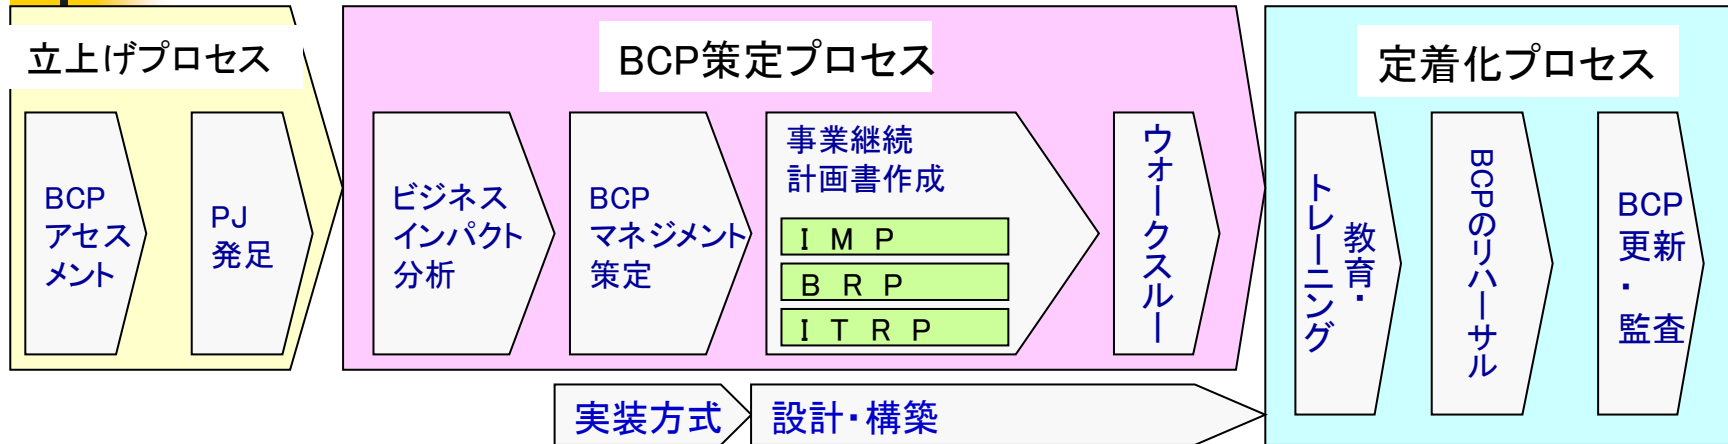 立上げプロセス
BCP
アセス
メント
PJ
発足
BCP策定プロセス
ビジネス
インパクト
分析
BCP
マネジメント
策定
事業継続
計画書作成
ＩＭＰ
ＢＲＰ
ＩＴＲＰ
ウオークスルー
実装方式
設計・構築
定着化プロセス
教育・
トレーニング
BCPのリハーサル
BCP
更新
・
監査